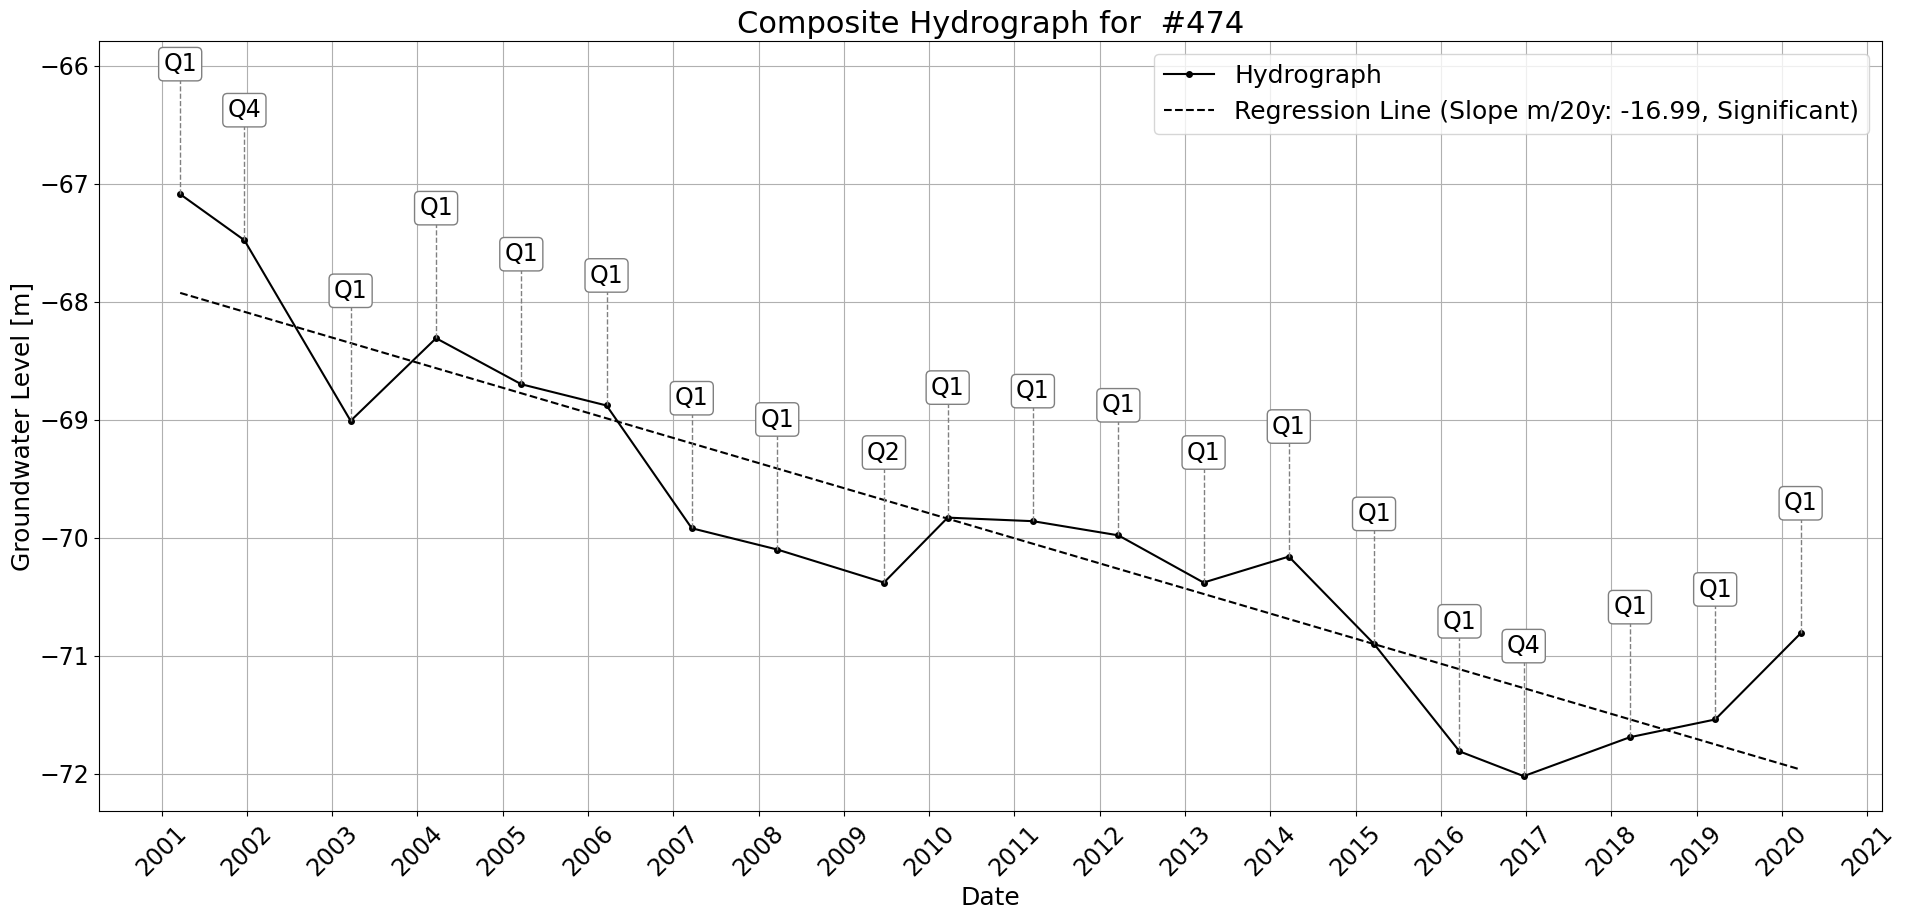 Composite Hydrograph for  #474
Hydrograph
Regression Line (Slope m/20y: -16.99, Significant)
Groundwater Level [m]
−66
−67
−68
−69
−70
−71
−72
Q1
Q4
Q1
Q1
Q1
Q1
Q1
Q1
Q2
Q1
Q1
Q1
Q1
Q1
Q1
Q1
Q4
Q1
Q1
Q1
2001
2002
2003
2004
2005
2006
2007
2008
2009
2010
2011
2012
2013
2014
2015
2016
2017
2018
2019
2020
2021
Date